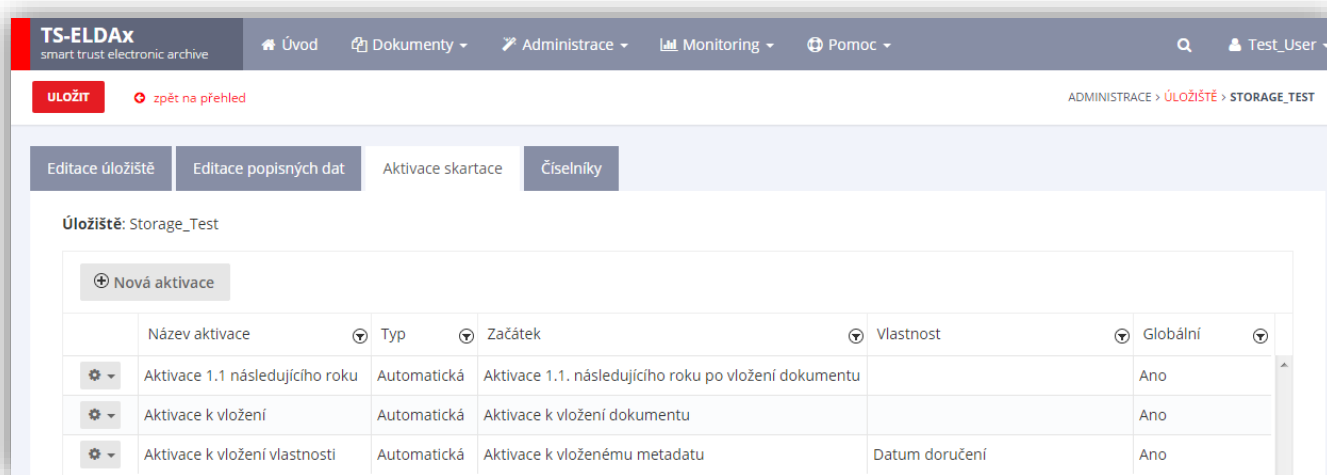 TS-ELDAx
smart trust electronic archive
Úvod Dokumenty Administrace Monitoring Pomoc Test_User
ULOŽIT zpět na přehled ADMINISTRACE > ÚLOŽIŠTĚ > STORAGE_TEST
Editace úložiště Editace popisných dat Aktivace skartace Číselníky
Úložiště: Storage_Test
Nová aktivace
Název aktivace Typ Začátek Vlastnost Globální
Aktivace 1.1 následujícího roku Automatická Aktivace 1.1. následujícího roku po vložení dokumentu Ano
Aktivace k vložení Automatická Aktivace k vložení dokumentu Ano
Aktivace k vložení vlastnosti Automatická Aktivace k vloženému metadatu Datum doručení Ano